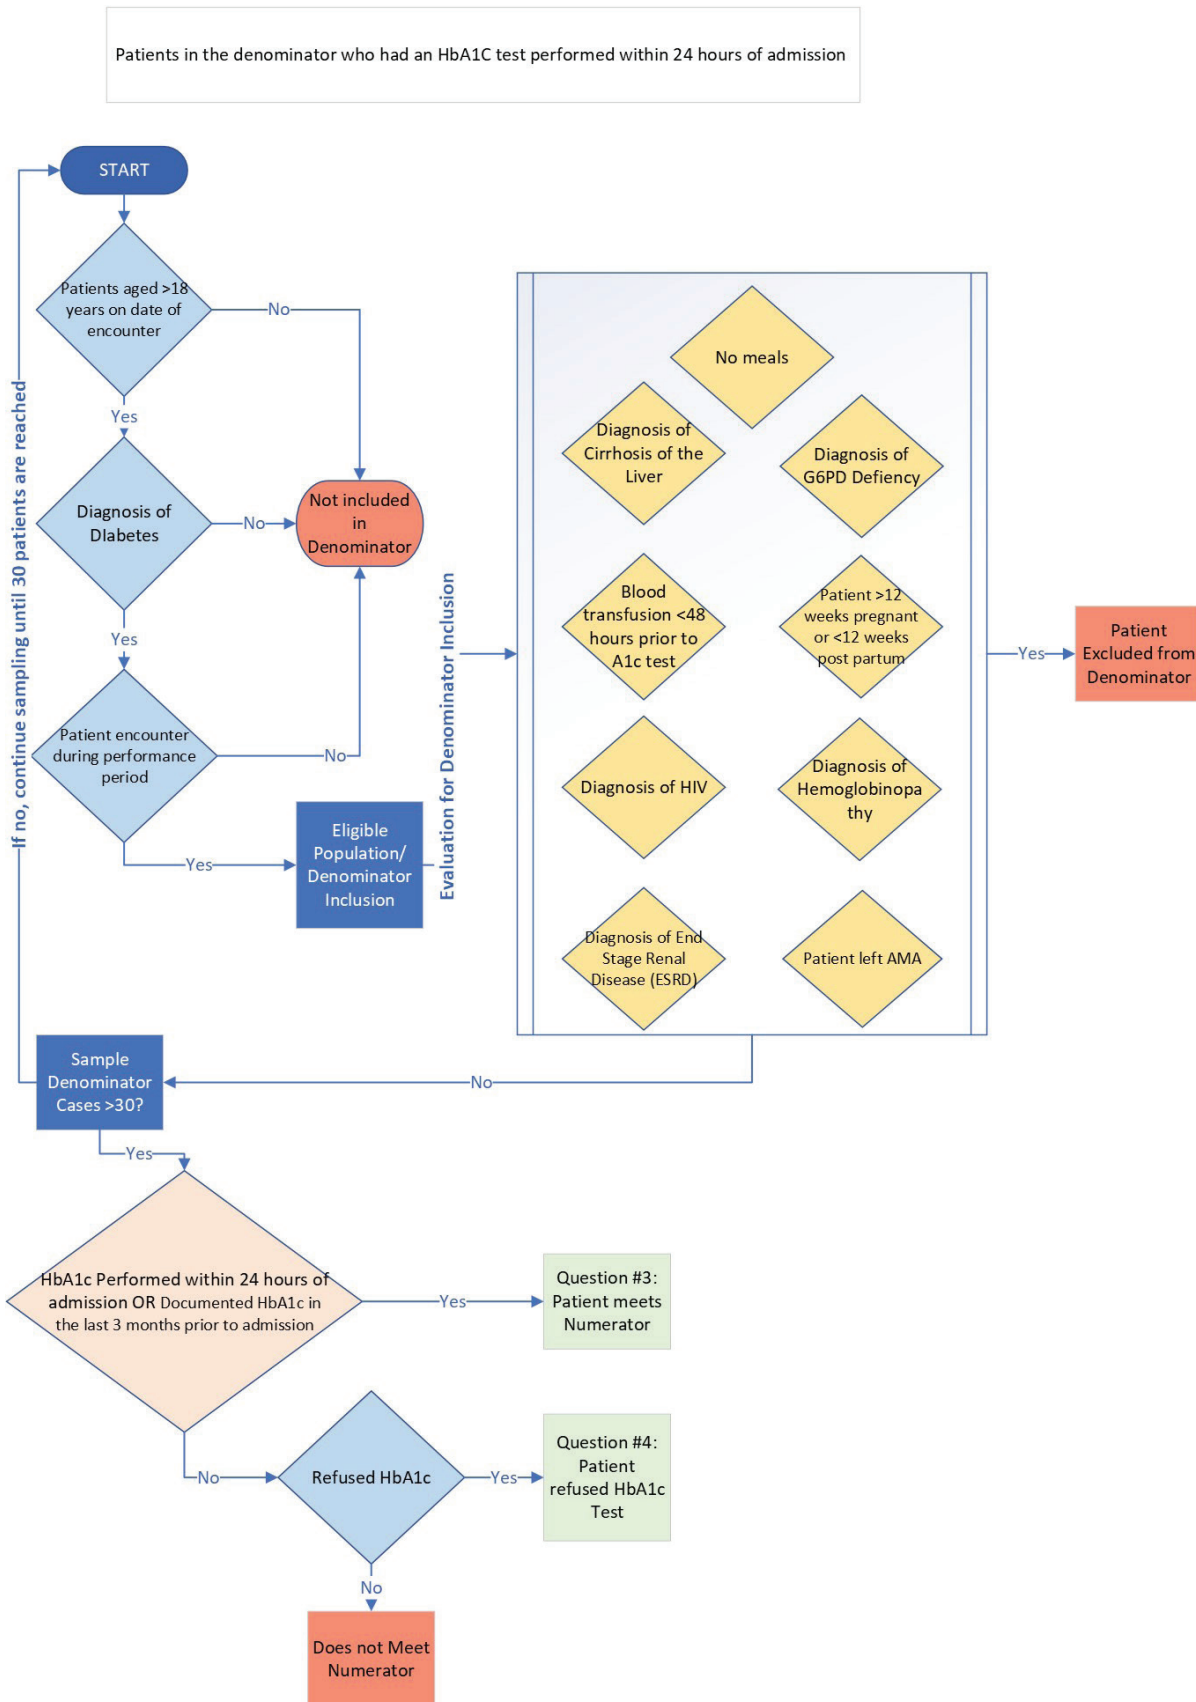 Patients in the denominator who had an HbA1C test performed within 24 hours of admission
START
Patients aged >18
years on date of
encounter
No
Yes
Diagnosis of
DIabetes
No
Not included
in
Denominator
Yes
Patient encounter
during performance
period
No
Yes
Eligible
Population/
Denominator
Inclusion
If no, continue sampling until 30 patients are reached
Evaluation for Denominator Inclusion
No meals
Diagnosis of
Cirrhosis of the
Liver
Diagnosis of
G6PD Defiency
Blood
transfusion <48
hours prior to
A1c test
Patient >12
weeks pregnant
or <12 weeks
post partum
Diagnosis of HIV
Diagnosis of
Hemoglobinopa
thy
Diagnosis of End
Stage Renal
Disease (ESRD)
Patient left AMA
Yes
Patient
Excluded from
Denominator
No
Sample
Denominator
Cases >30?
Yes
HbA1c Performed within 24 hours of
admission OR Documented HbA1c in
the last 3 months prior to admission
Yes
Question #3:
Patient meets
Numerator
No
Refused HbA1c
Yes
Question #4:
Patient
refused HbA1c
Test
No
Does not Meet
Numerator